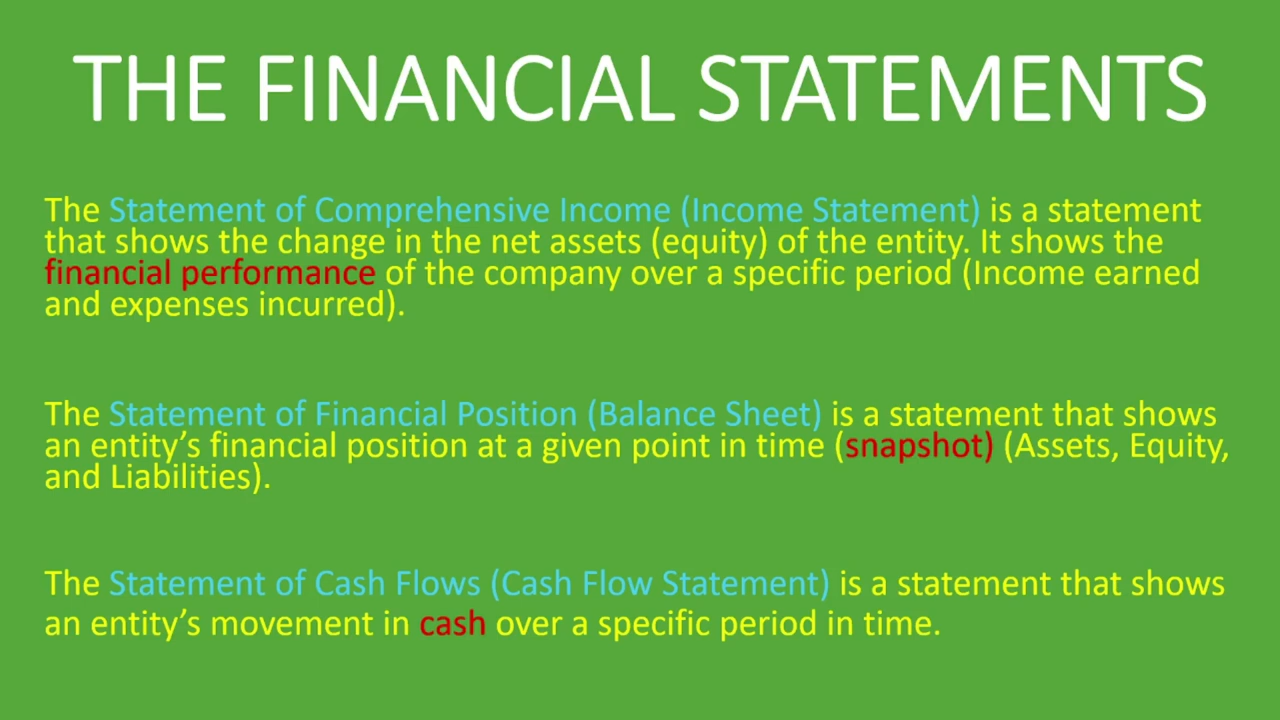 THE FINANCIAL STATEMENTS
The Statement of Comprehensive Income (Income Statement) is a statement
that shows the change in the net assets (equity) of the entity. It shows the
financial performance of the company over a specific period (Income earned
and expenses incurred).
The Statement of Financial Position (Balance Sheet) is a statement that shows
an entity’s financial position at a given point in time (snapshot) (Assets, Equity,
and Liabilities).
The Statement of Cash Flows (Cash Flow Statement) is a statement that shows
an entity’s movement in cash over a specific period in time.